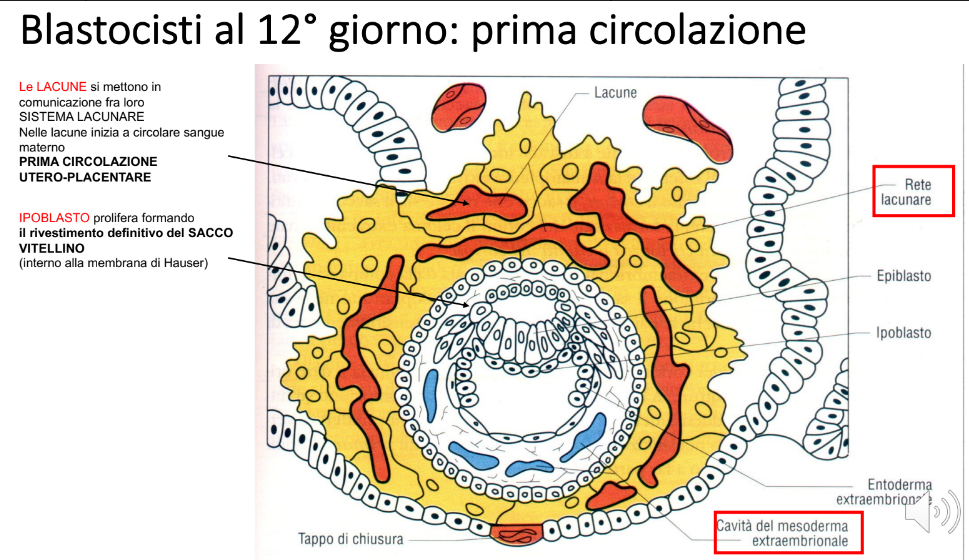 Blastocisti al 12° giorno: prima circolazione
Le LACUNE si mettono in
comunicazione fra loro
SISTEMA LACUNARE
Nelle lacune inizia a circolare sangue
materno
PRIMA CIRCOLAZIONE
UTERO-PLACENTARE
IPOBLASTO prolifera formando
il rivestimento definitivo del SACCO
VITELLINO
(interno alla membrana di Hauser)
Lacune
Rete
lacunare
Epiblasto
Ipoblasto
Entoderma
extraembrionale
Cavità del mesoderma
extraembrionale
Tappo di chiusura